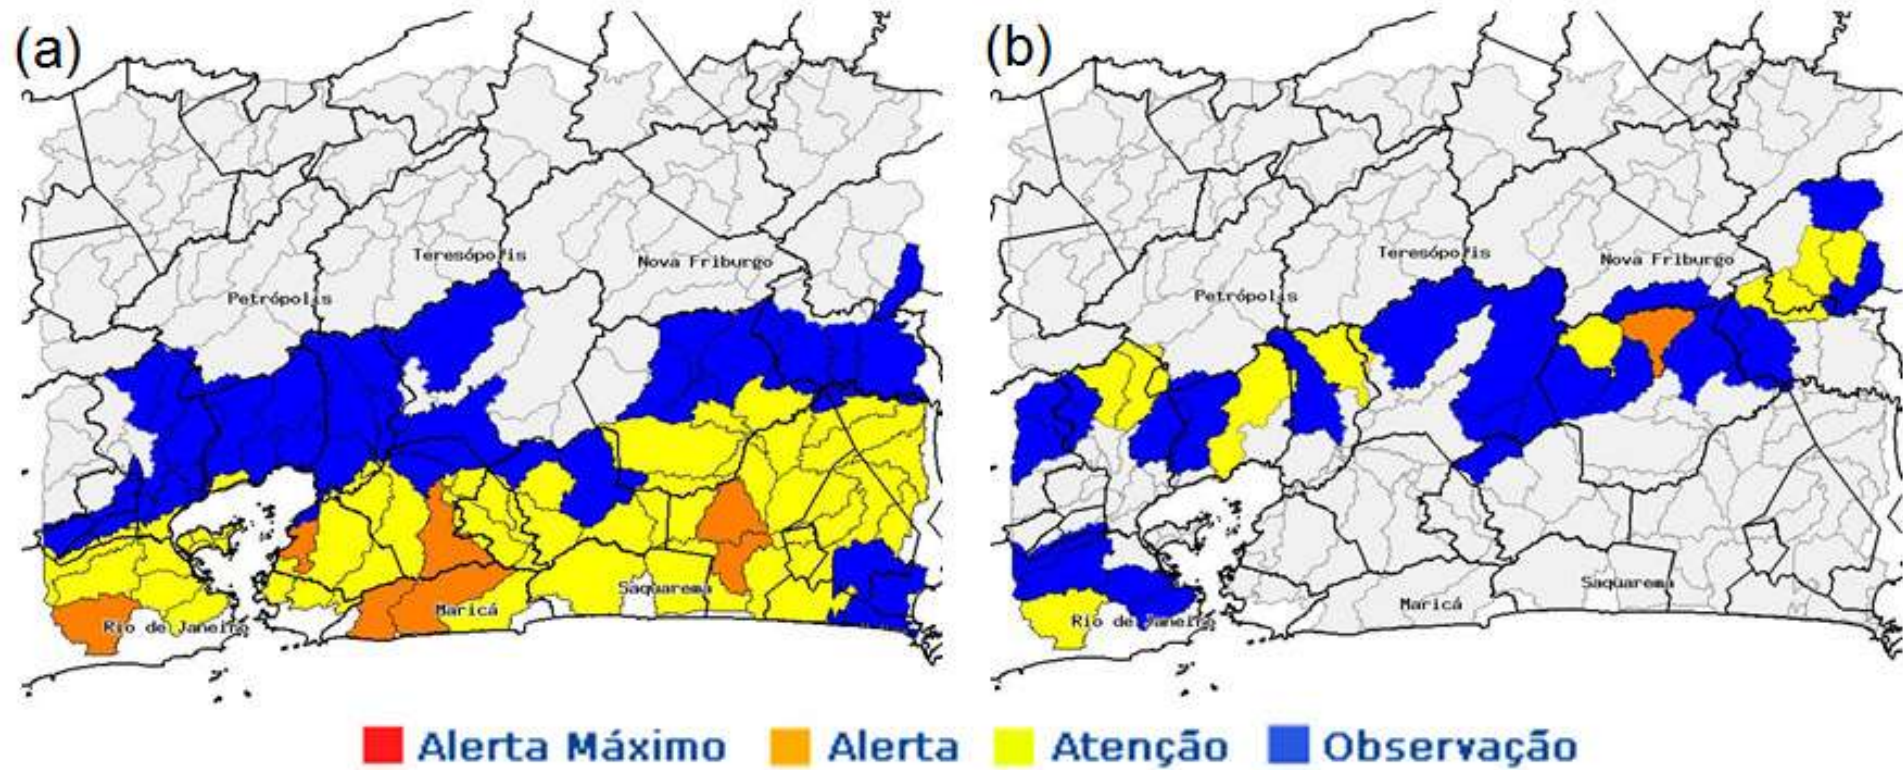 (a)
(b)
Teresópolis
Nova Friburgo
Petrópolis
Saquarema
Maricá
Rio de Janeiro
Teresópolis
Nova Friburgo
Petrópolis
Saquarema
Maricá
Rio de Janeiro
Alerta Máximo Alerta Atenção Observação